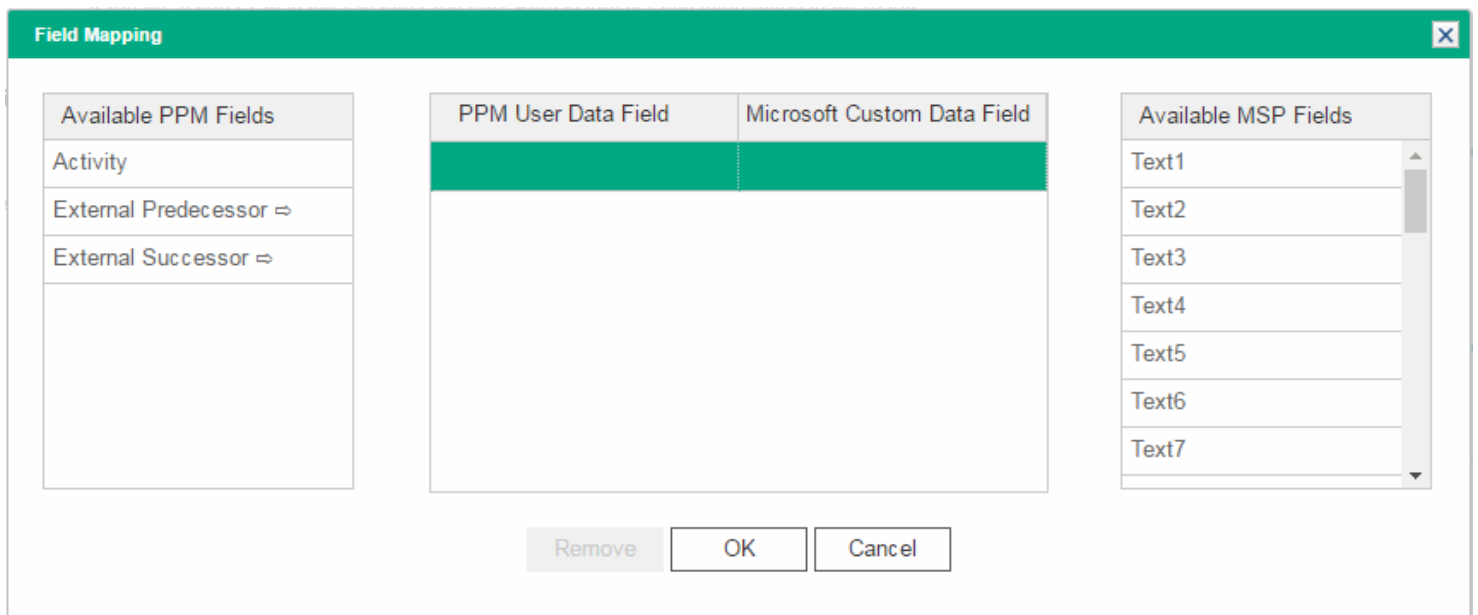 Field Mapping
Available PPM Fields
Activity
External Predecessor ⇨
External Successor ⇨
PPM User Data Field
Microsoft Custom Data Field
Available MSP Fields
Text1
Text2
Text3
Text4
Text5
Text6
Text7
Remove
OK
Cancel